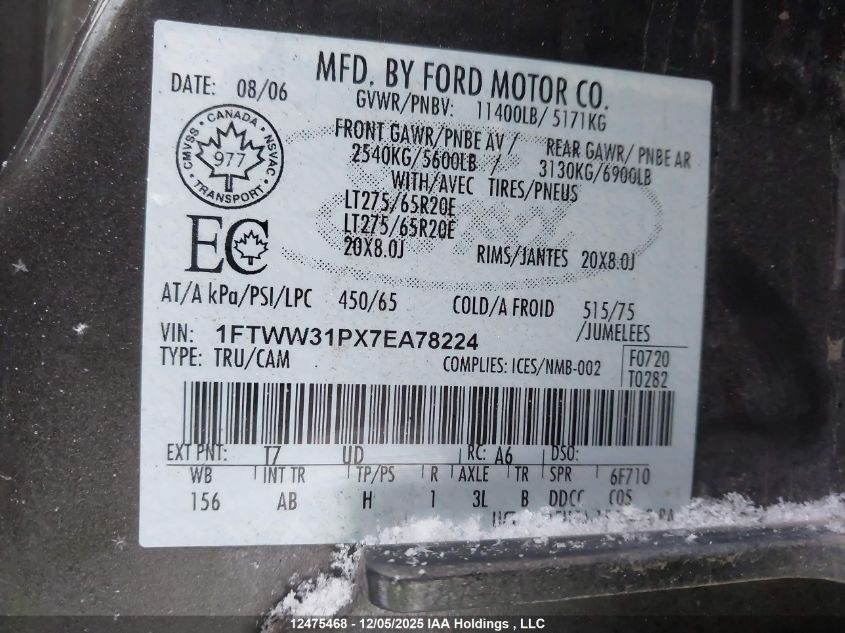 MFD. BY FORD MOTOR CO.
DATE: 08/06
GVWR/PNBV: 11400LB/ 5171KG
FRONT GAWR/PNBE AV / REAR GAWR/ PNBE AR
2540KG/5600LB / 3130KG/6900LB
WITH/AVEC TIRES/PNEUS
CMVSS · CANADA · NSVAC
977
· TRANSPORT ·
LT275/65R20E
LT275/65R20E
20X8.0J RIMS/JANTES 20X8.0J
EC
AT/A kPa/PSI/LPC 450/65 COLD/A FROID 515/75
/JUMELEES
VIN: 1FTWW31PX7EA78224
TYPE: TRU/CAM COMPLIES: ICES/NMB-002 F0720
T0282
EXT PNT: T7 UD RC: A6 DSO:
WB INT TR TP/PS R AXLE TR SPR 6F710
156 AB H 1 3L B DDCC COS
12475468 - 12/05/2025 IAA Holdings , LLC